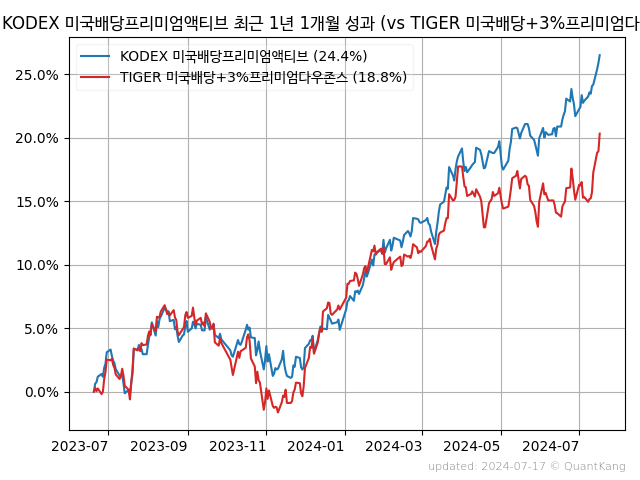 KODEX 미국배당프리미엄액티브 최근 1년 1개월 성과 (vs TIGER 미국배당+3%프리미엄다
KODEX 미국배당프리미엄액티브 (24.4%)
TIGER 미국배당+3%프리미엄다우존스 (18.8%)
25.0%
20.0%
15.0%
10.0%
5.0%
0.0%
2023-07 2023-09 2023-11 2024-01 2024-03 2024-05 2024-07
updated: 2024-07-17 © QuantKang